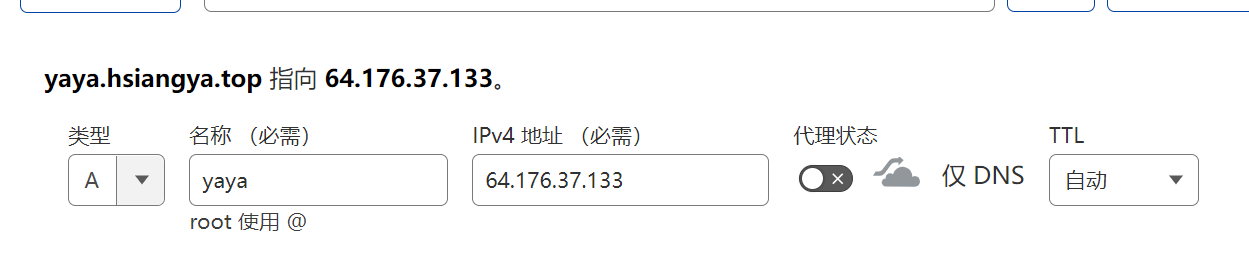 yaya.hsiangya.top 指向 64.176.37.133。
类型 名称 （必需） IPv4 地址 （必需） 代理状态 TTL
A yaya 64.176.37.133 仅 DNS 自动
root 使用 @